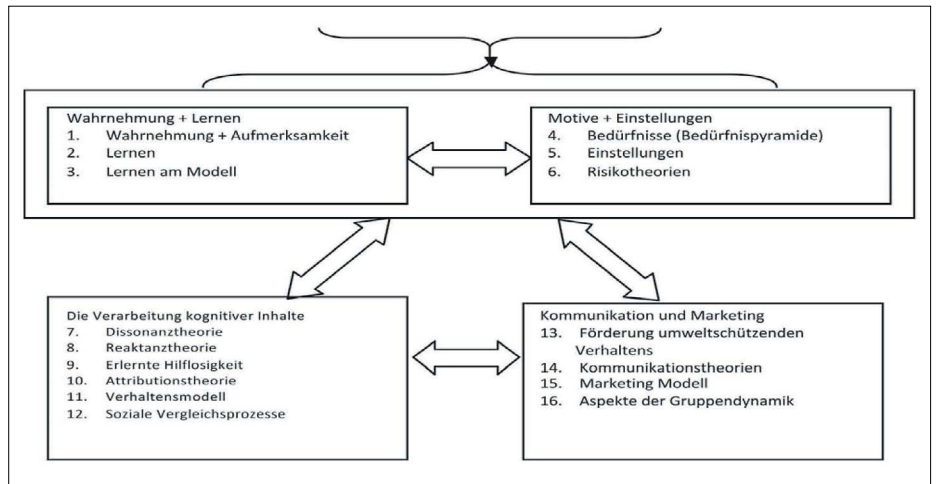 Wahrnehmung + Lernen
1. Wahrnehmung + Aufmerksamkeit
2. Lernen
3. Lernen am Modell
Motive + Einstellungen
4. Bedürfnisse (Bedürfnispyramide)
5. Einstellungen
6. Risikotheorien
Die Verarbeitung kognitiver Inhalte
7. Dissonanztheorie
8. Reaktanztheorie
9. Erlernte Hilflosigkeit
10. Attributionstheorie
11. Verhaltensmodell
12. Soziale Vergleichsprozesse
Kommunikation und Marketing
13. Förderung umweltschützenden
Verhaltens
14. Kommunikationstheorien
15. Marketing Modell
16. Aspekte der Gruppendynamik